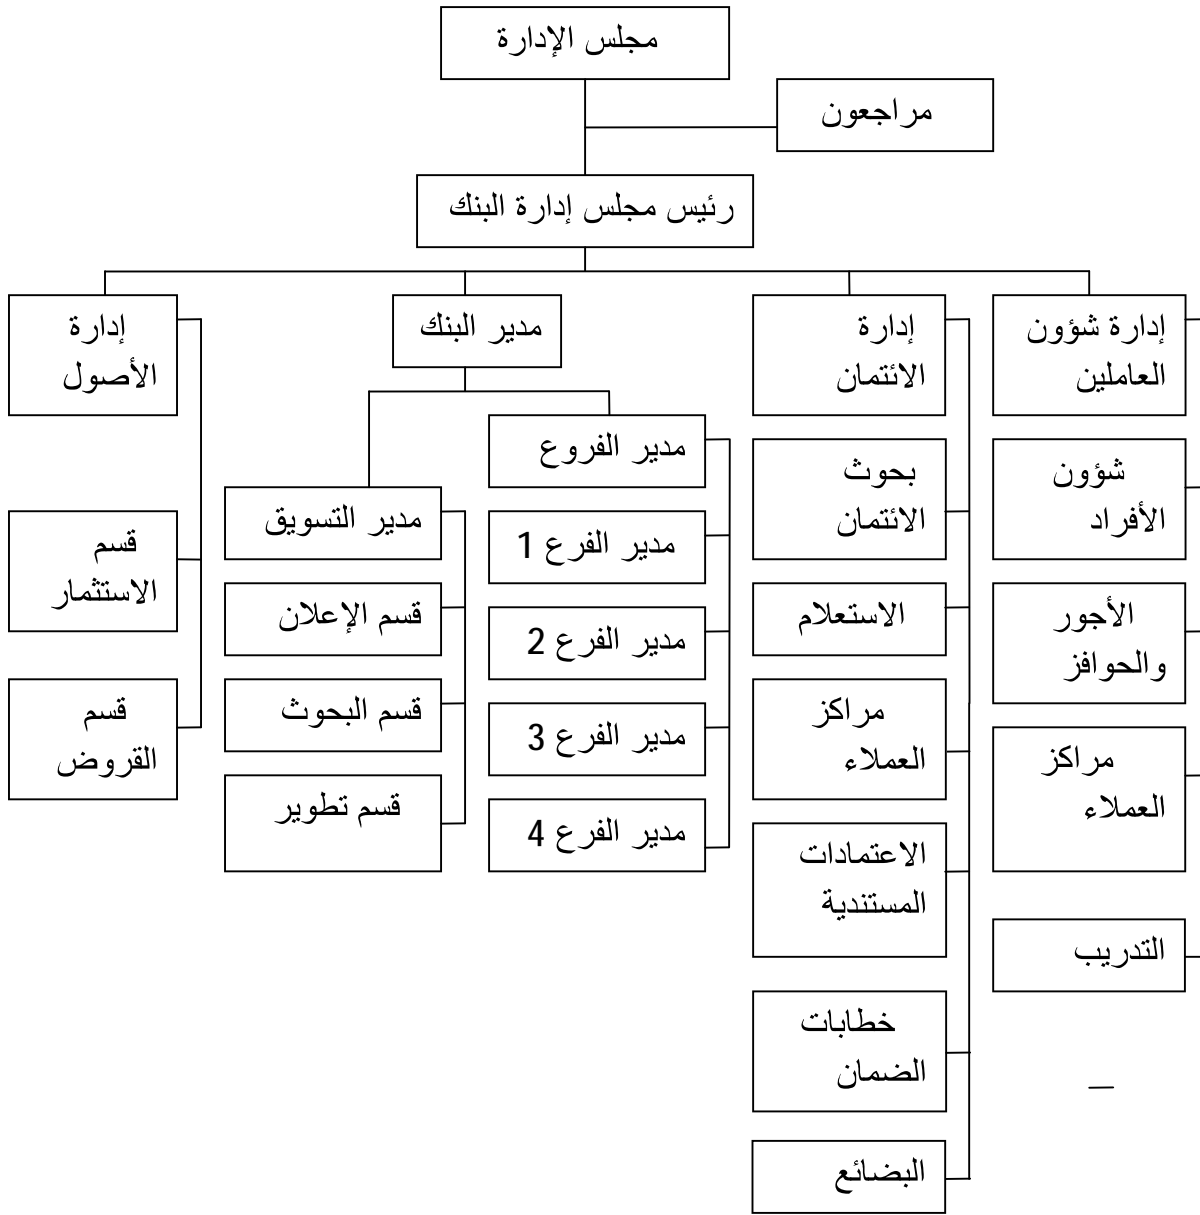 مجلس الإدارة
مراجعون
رئيس مجلس إدارة البنك
إدارة شؤون
العاملين
شؤون
الأفراد
الأجور
والحوافز
مراكز
العملاء
التدريب
إدارة
الائتمان
بحوث
الائتمان
الاستعلام
مراكز
العملاء
الاعتمادات
المستندية
خطابات
الضمان
البضائع
مدير البنك
مدير الفروع
مدير الفرع 1
مدير الفرع 2
مدير الفرع 3
مدير الفرع 4
مدير التسويق
قسم الإعلان
قسم البحوث
قسم تطوير
إدارة
الأصول
قسم
الاستثمار
قسم
القروض